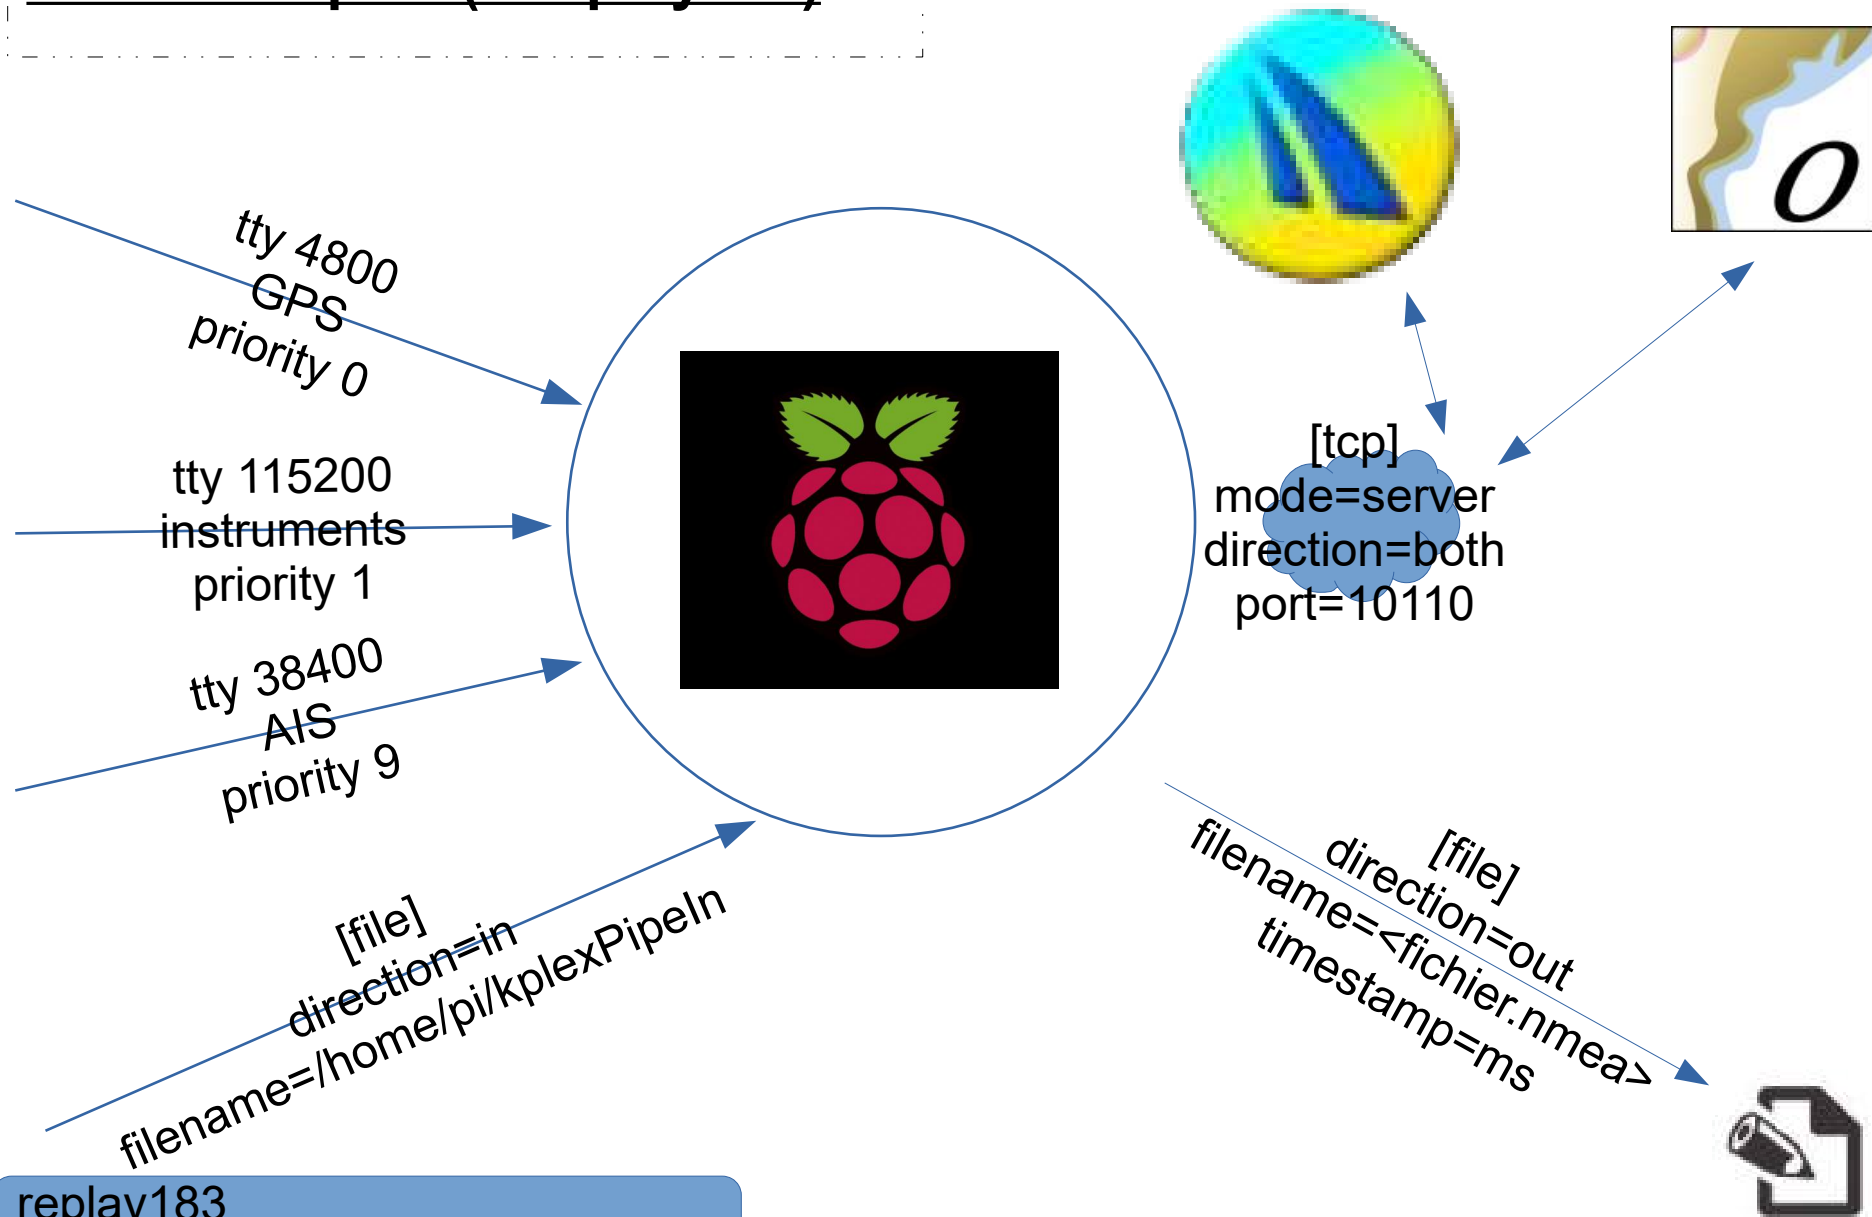 tty 4800
GPS
priority 0
tty 115200
instruments
priority 1
tty 38400
AIS
priority 9
[file]
direction=in
filename=/home/pi/kplexPipeIn
O
[tcp]
mode=server
direction=both
port=10110
[file]
direction=out
filename=<fichier.nmea>
timestamp=ms
replay183